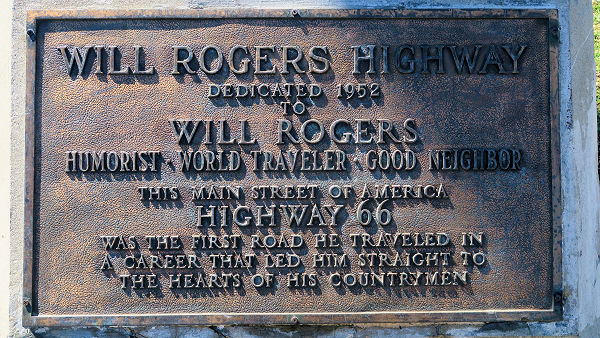 WILL ROGERS HIGHWAY
DEDICATED 1952
TO
WILL ROGERS
HUMORIST · WORLD TRAVELER · GOOD NEIGHBOR
THIS MAIN STREET OF AMERICA
HIGHWAY 66
WAS THE FIRST ROAD HE TRAVELED IN
A CAREER THAT LED HIM STRAIGHT TO
THE HEARTS OF HIS COUNTRYMEN